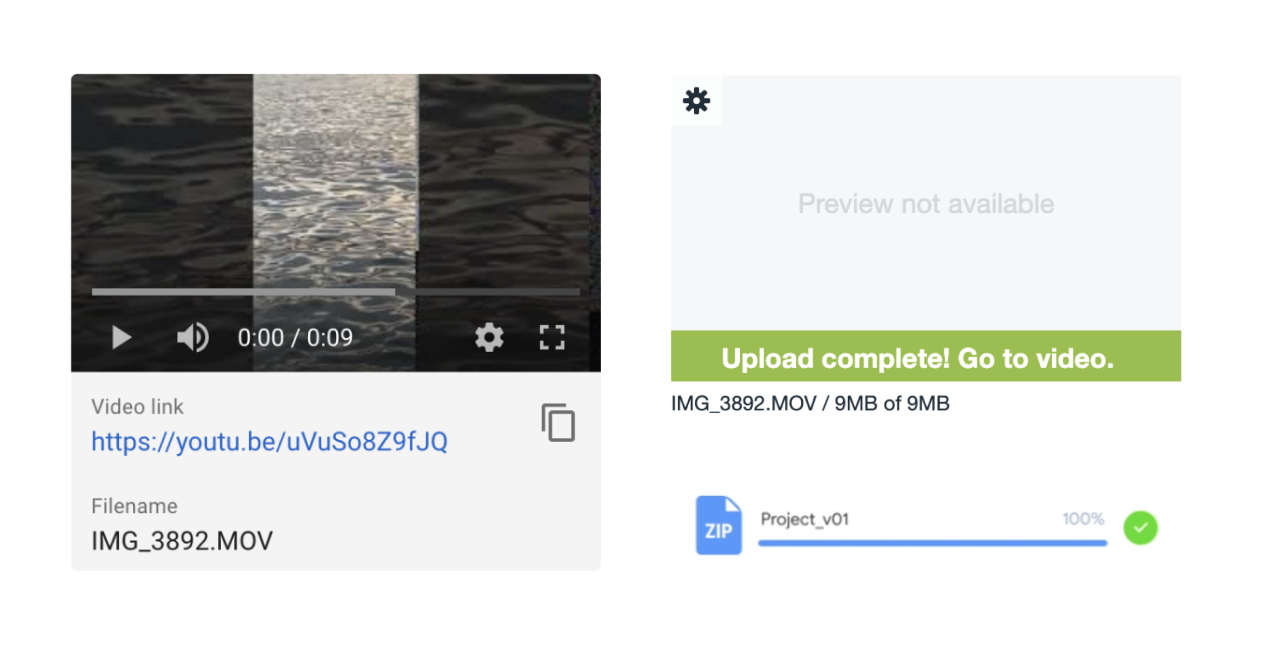 0:00 / 0:09
Video link
https://youtu.be/uVuSo8Z9fJQ
Filename
IMG_3892.MOV
Preview not available
Upload complete! Go to video.
IMG_3892.MOV / 9MB of 9MB
ZIP
Project_v01
100%